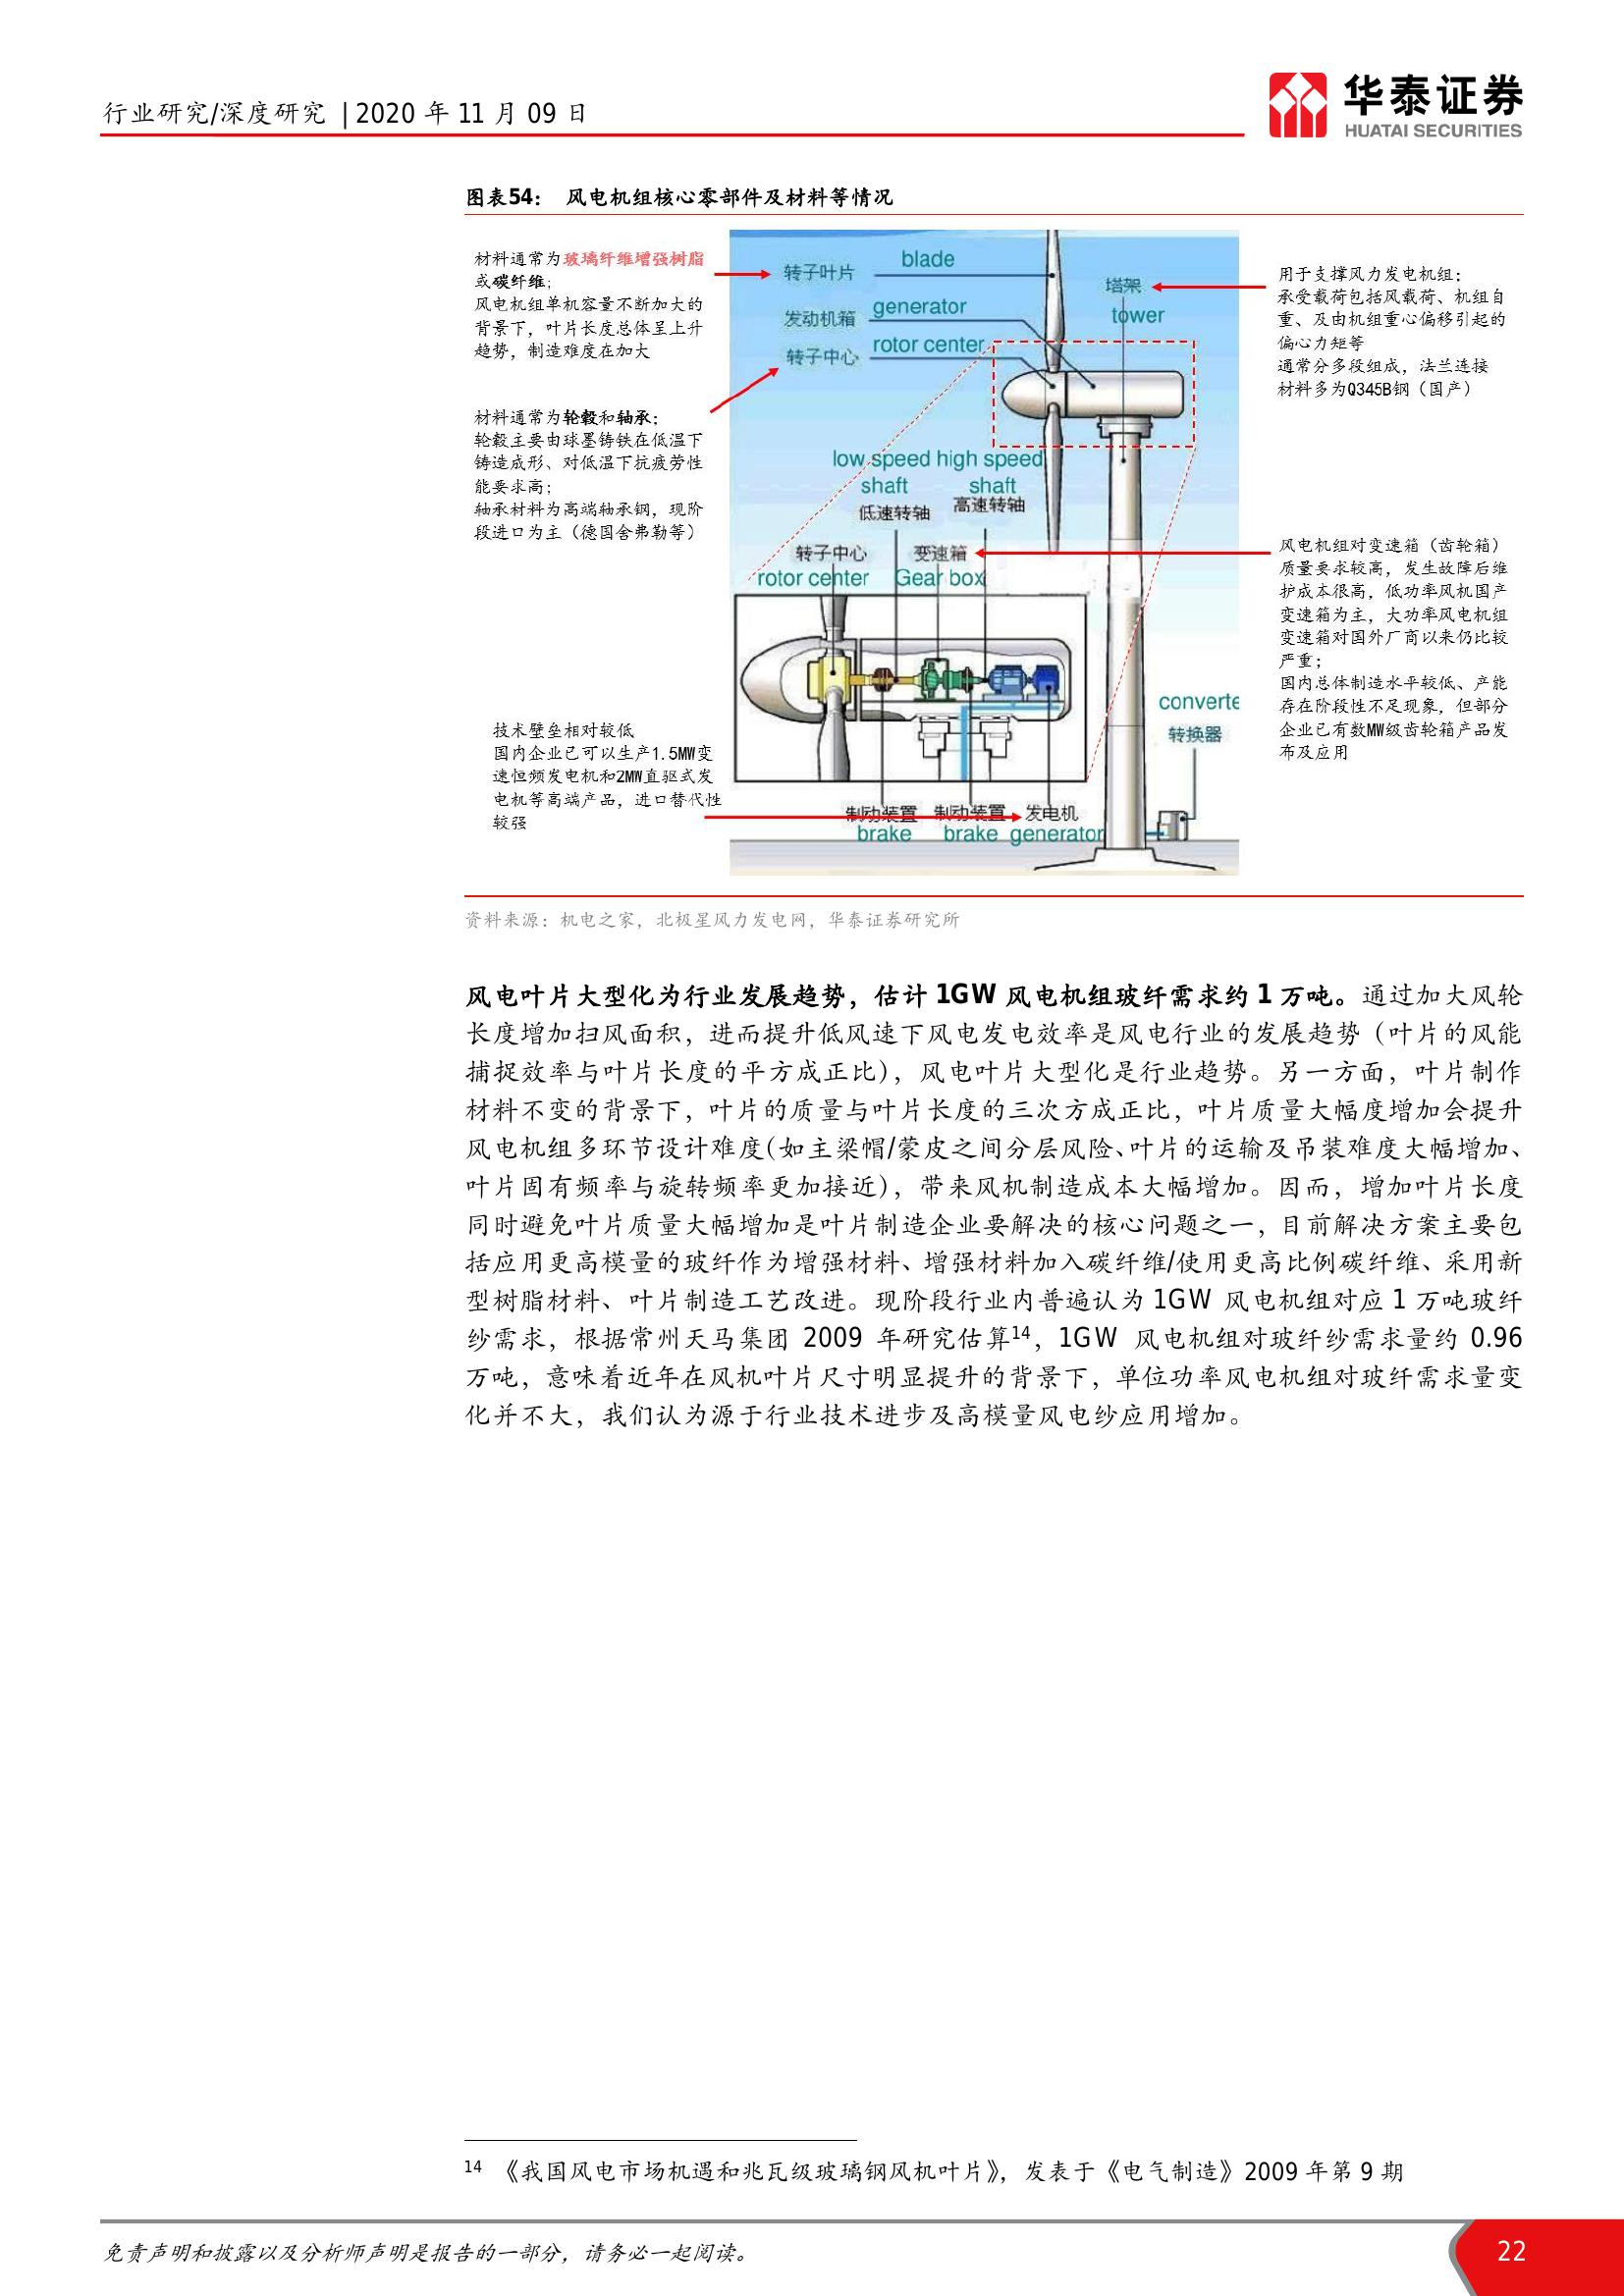 行业研究/深度研究 | 2020 年 11 月 09 日
华泰证券
HUATAI SECURITIES
图表54： 风电机组核心零部件及材料等情况
材料通常为玻璃纤维增强树脂
或碳纤维；
风电机组单机容量不断加大的
背景下，叶片长度总体呈上升
趋势，制造难度在加大
材料通常为轮毂和轴承；
轮毂主要由球墨铸铁在低温下
铸造成形、对低温下抗疲劳性
能要求高；
轴承材料为高端轴承钢，现阶
段进口为主（德国舍弗勒等）
技术壁垒相对较低
国内企业已可以生产1.5MW变
速恒频发电机和2MW直驱式发
电机等高端产品，进口替代性
较强
转子叶片
blade
发动机箱
generator
转子中心
rotor center
塔架
tower
low speed high speed
shaft shaft
低速转轴 高速转轴
转子中心 变速箱
rotor center Gear box
converte
转换器
制动装置 制动装置 发电机
brake brake generator
用于支撑风力发电机组；
承受载荷包括风载荷、机组自
重、及由机组重心偏移引起的
偏心力矩等
通常分多段组成，法兰连接
材料多为Q345B钢（国产）
风电机组对变速箱（齿轮箱）
质量要求较高，发生故障后维
护成本很高，低功率风机国产
变速箱为主，大功率风电机组
变速箱对国外厂商以来仍比较
严重；
国内总体制造水平较低、产能
存在阶段性不足现象，但部分
企业已有数MW级齿轮箱产品发
布及应用
资料来源：机电之家，北极星风力发电网，华泰证券研究所
风电叶片大型化为行业发展趋势，估计 1GW 风电机组玻纤需求约 1 万吨。通过加大风轮
长度增加扫风面积，进而提升低风速下风电发电效率是风电行业的发展趋势（叶片的风能
捕捉效率与叶片长度的平方成正比），风电叶片大型化是行业趋势。另一方面，叶片制作
材料不变的背景下，叶片的质量与叶片长度的三次方成正比，叶片质量大幅度增加会提升
风电机组多环节设计难度（如主梁帽/蒙皮之间分层风险、叶片的运输及吊装难度大幅增加、
叶片固有频率与旋转频率更加接近），带来风机制造成本大幅增加。因而，增加叶片长度
同时避免叶片质量大幅增加是叶片制造企业要解决的核心问题之一，目前解决方案主要包
括应用更高模量的玻纤作为增强材料、增强材料加入碳纤维/使用更高比例碳纤维、采用新
型树脂材料、叶片制造工艺改进。现阶段行业内普遍认为 1GW 风电机组对应 1 万吨玻纤
纱需求，根据常州天马集团 2009 年研究估算14，1GW 风电机组对玻纤纱需求量约 0.96
万吨，意味着近年在风机叶片尺寸明显提升的背景下，单位功率风电机组对玻纤需求量变
化并不大，我们认为源于行业技术进步及高模量风电纱应用增加。
14 《我国风电市场机遇和兆瓦级玻璃钢风机叶片》，发表于《电气制造》2009 年第 9 期
免责声明和披露以及分析师声明是报告的一部分，请务必一起阅读。
22